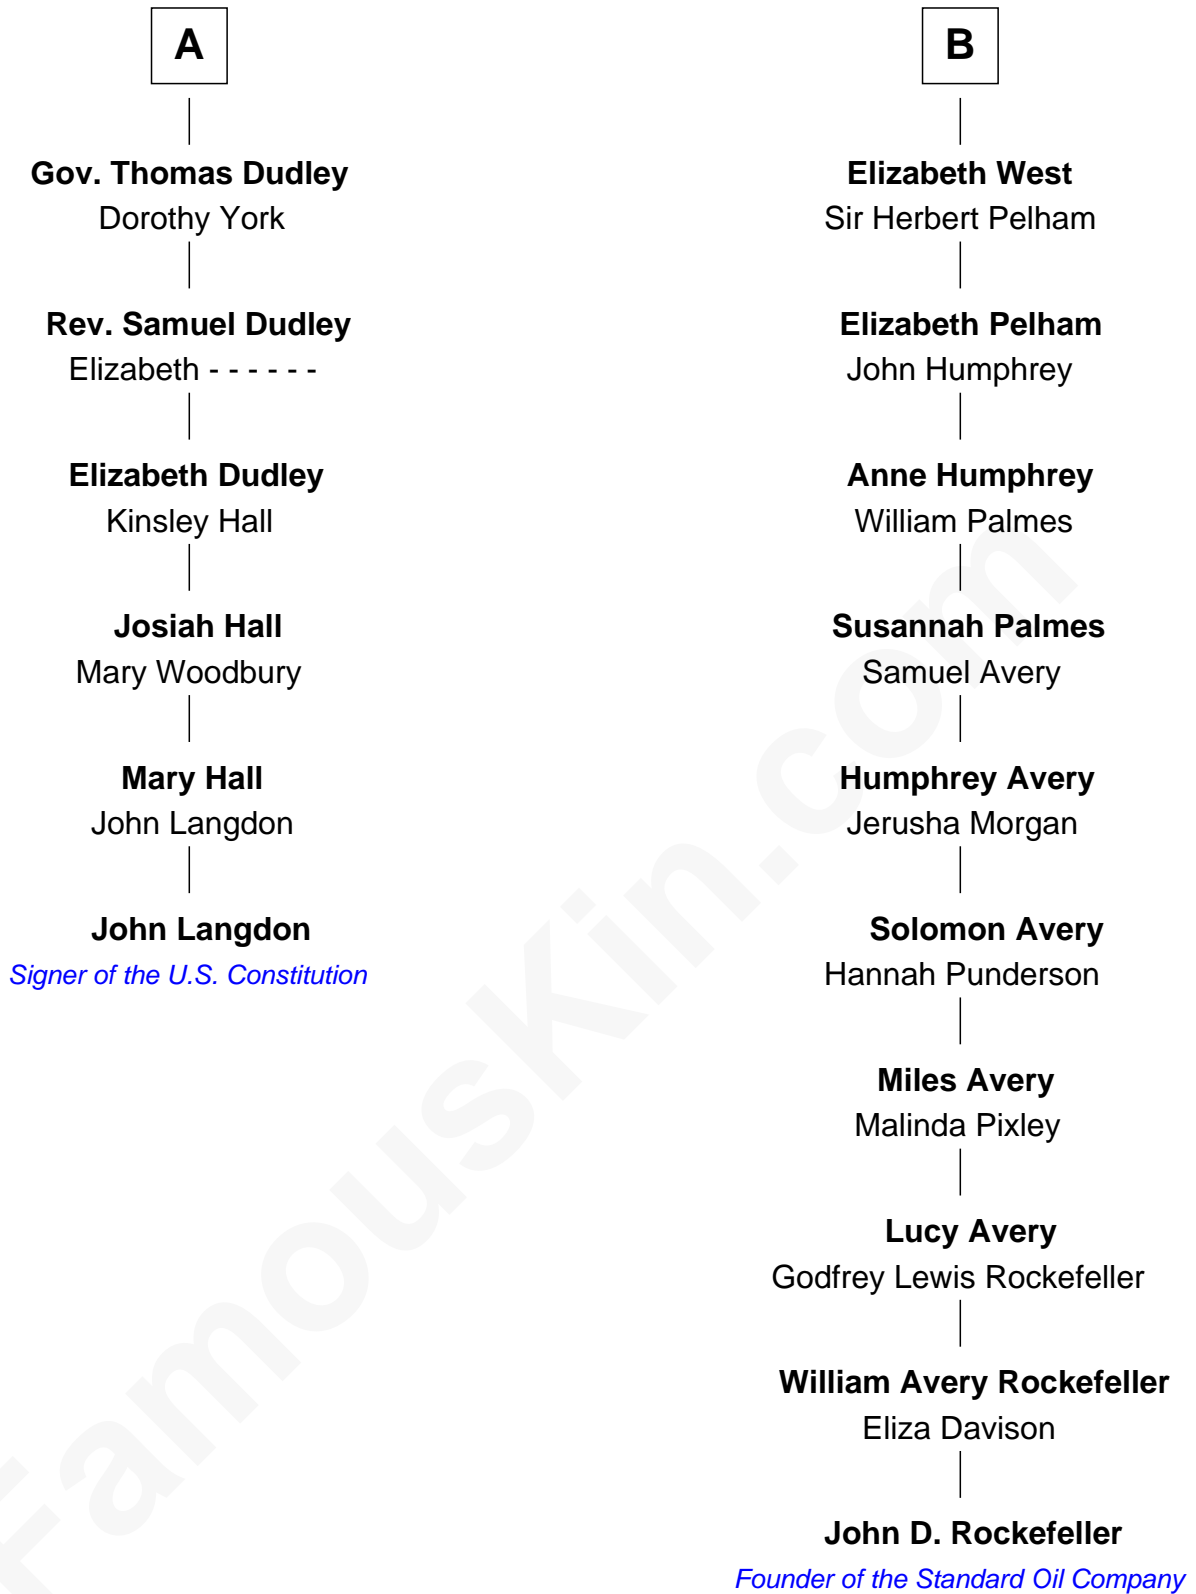 A
Gov. Thomas Dudley
Dorothy York
Rev. Samuel Dudley
Elizabeth - - - - - -
Elizabeth Dudley
Kinsley Hall
Josiah Hall
Mary Woodbury
Mary Hall
John Langdon
John Langdon
Signer of the U.S. Constitution
B
Elizabeth West
Sir Herbert Pelham
Elizabeth Pelham
John Humphrey
Anne Humphrey
William Palmes
Susannah Palmes
Samuel Avery
Humphrey Avery
Jerusha Morgan
Solomon Avery
Hannah Punderson
Miles Avery
Malinda Pixley
Lucy Avery
Godfrey Lewis Rockefeller
William Avery Rockefeller
Eliza Davison
John D. Rockefeller
Founder of the Standard Oil Company
FamousKin.com